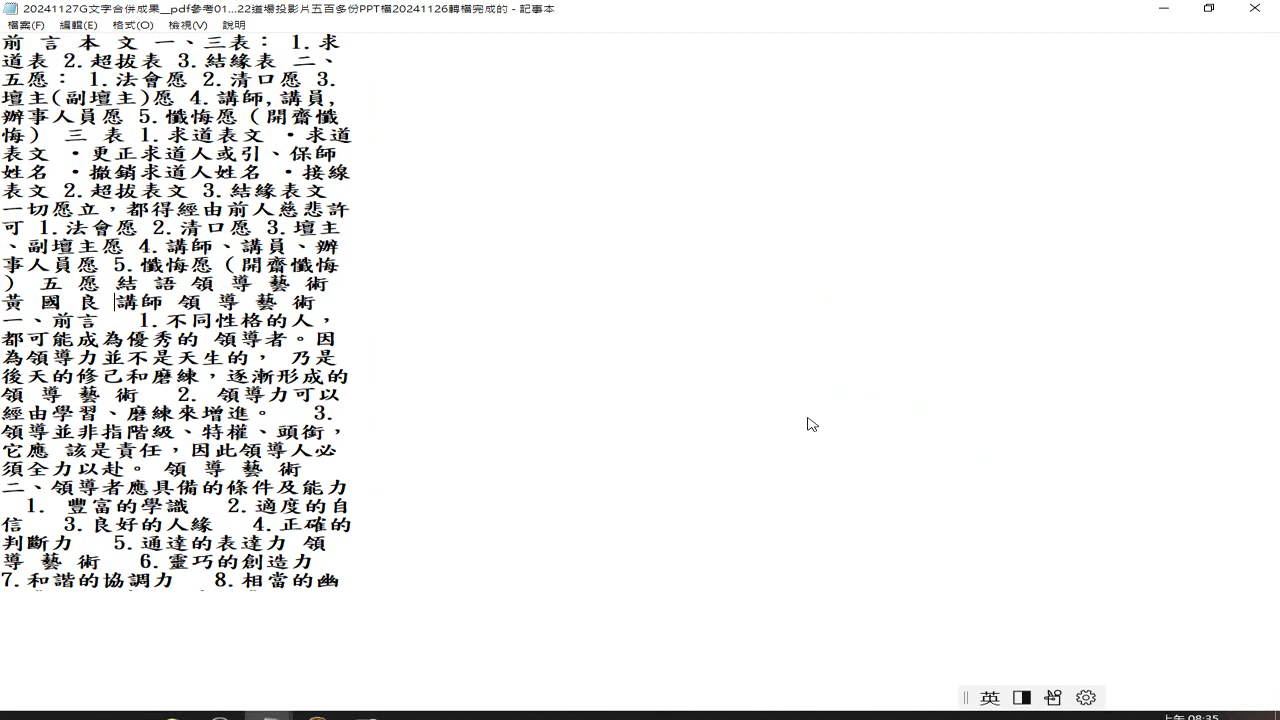 20241127G文字合併成果__pdf參考01...22道場投影片五百多份PPT檔20241126轉檔完成的 - 記事本
檔案(F) 編輯(E) 格式(O) 檢視(V) 說明
前 言 本 文 一、三表： 1.求
道表 2.超拔表 3.結緣表 二、
五愿： 1.法會愿 2.清口愿 3.
壇主(副壇主)愿 4.講師,講員,
辦事人員愿 5.懺悔愿（開齋懺
悔） 三 表 1.求道表文 ・求道
表文 ・更正求道人或引、保師
姓名 ・撤銷求道人姓名 ・接線
表文 2.超拔表文 3.結緣表文
一切愿立，都得經由前人慈悲許
可 1.法會愿 2.清口愿 3.壇主
、副壇主愿 4.講師、講員、辦
事人員愿 5.懺悔愿（開齋懺悔
） 五 愿 結 語 領 導 藝 術
黃 國 良 講師 領 導 藝 術
一、前言 1.不同性格的人，
都可能成為優秀的 領導者。因
為領導力並不是天生的， 乃是
後天的修己和磨練，逐漸形成的
領 導 藝 術 2. 領導力可以
經由學習、磨練來增進。 3.
領導並非指階級、特權、頭銜，
它應 該是責任，因此領導人必
須全力以赴。 領 導 藝 術
二、領導者應具備的條件及能力
1. 豐富的學識 2.適度的自
信 3.良好的人緣 4.正確的
判斷力 5.通達的表達力 領
導 藝 術 6.靈巧的創造力
7.和諧的協調力 8.相當的幽
英
上午 08:35